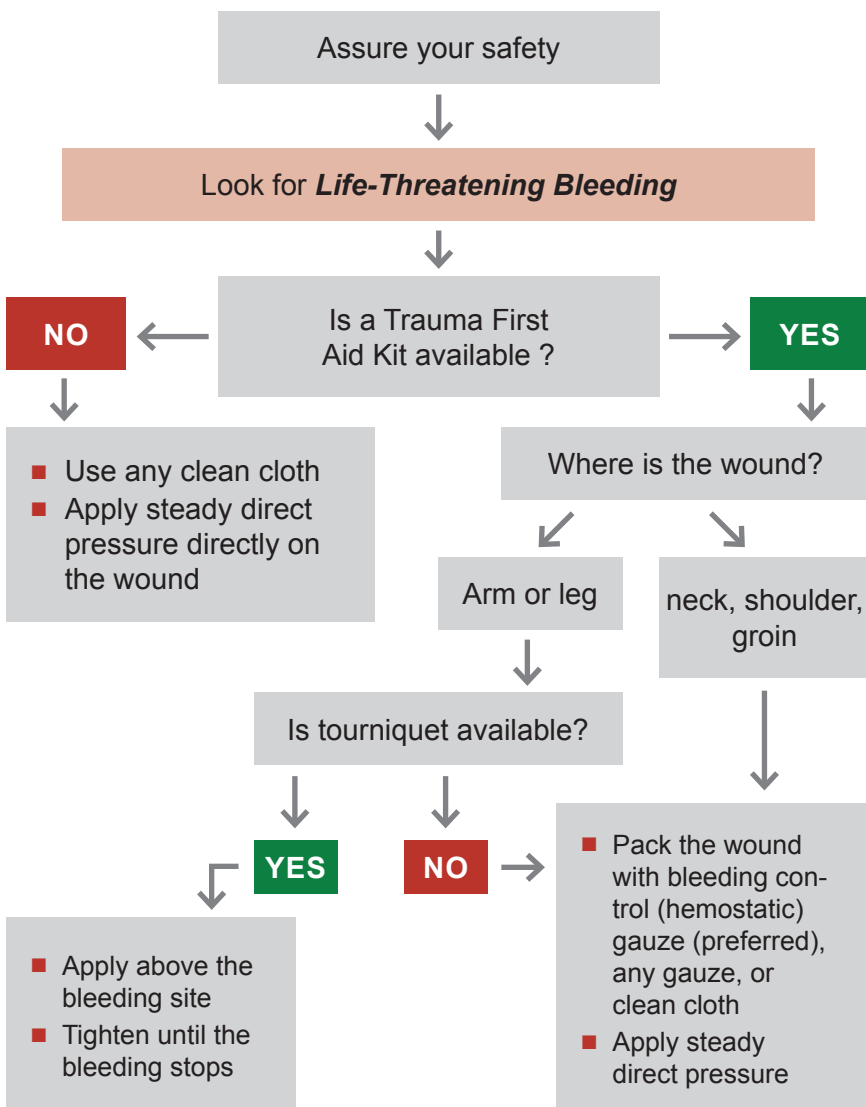 Assure your safety
Look for Life-Threatening Bleeding
Is a Trauma First
Aid Kit available ?
NO
YES
■ Use any clean cloth
■ Apply steady direct
pressure directly on
the wound
Where is the wound?
Arm or leg
neck, shoulder,
groin
Is tourniquet available?
YES
NO
■ Apply above the
bleeding site
■ Tighten until the
bleeding stops
■ Pack the wound
with bleeding con-
trol (hemostatic)
gauze (preferred),
any gauze, or
clean cloth
■ Apply steady
direct pressure